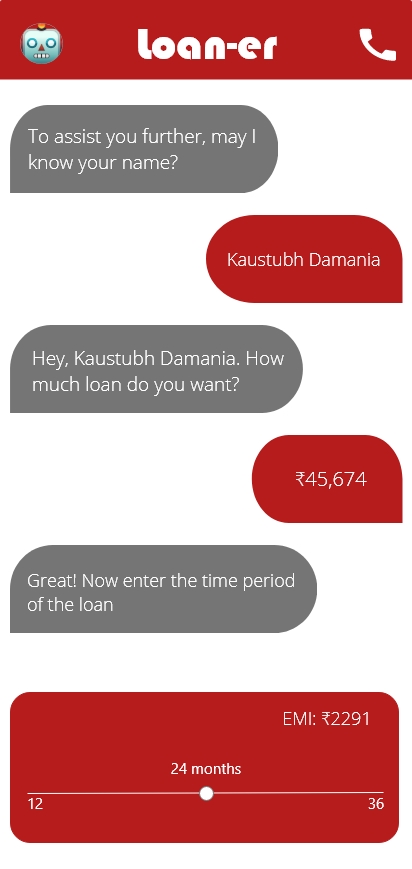 Loan-er
To assist you further, may I
know your name?
Kaustubh Damania
Hey, Kaustubh Damania. How
much loan do you want?
₹45,674
Great! Now enter the time period
of the loan
EMI: ₹2291
24 months
12
36